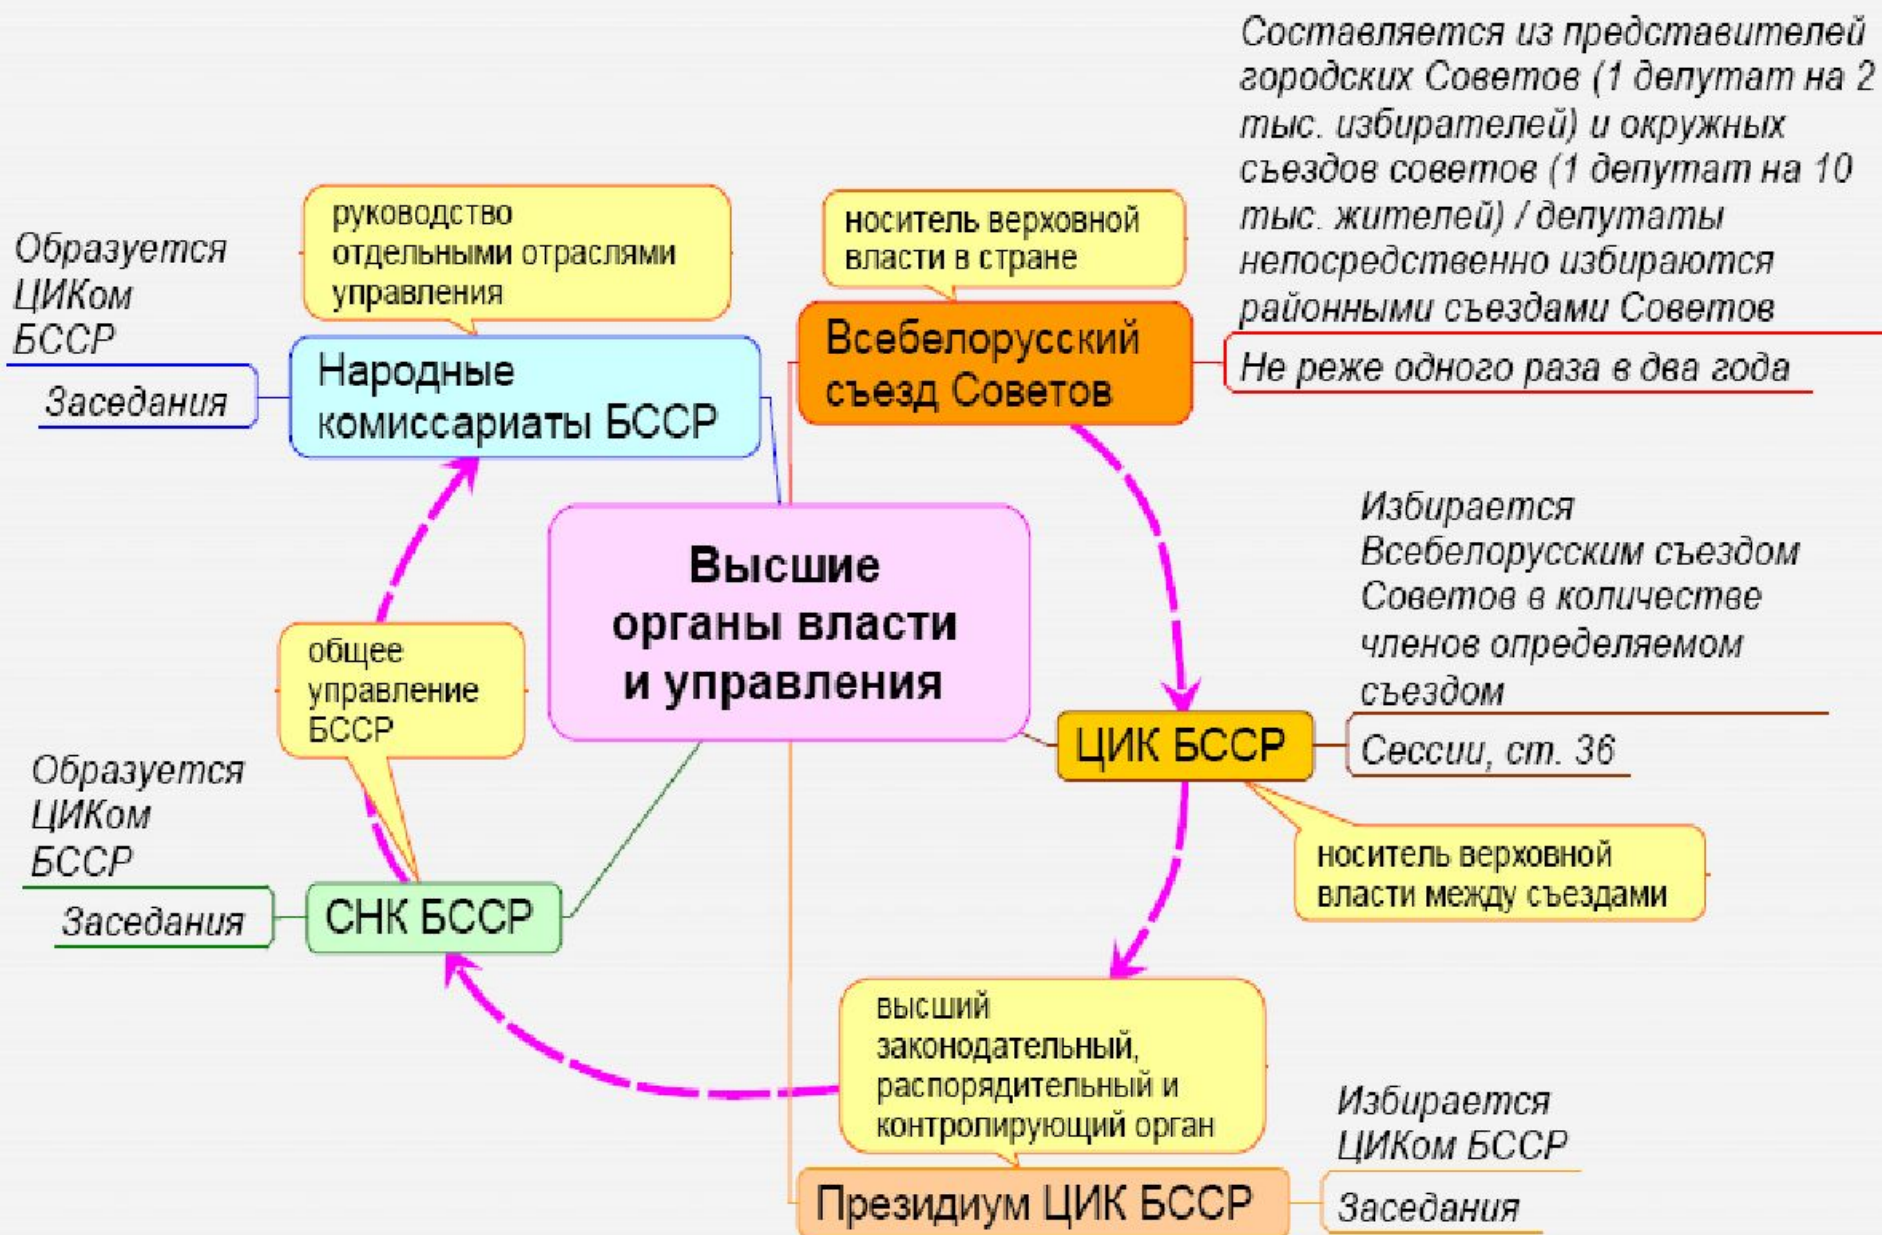 Высшие
органы власти
и управления
носитель верховной
власти в стране
Всебелорусский
съезд Советов
Составляется из представителей
городских Советов (1 депутат на 2
тыс. избирателей) и окружных
съездов советов (1 депутат на 10
тыс. жителей) / депутаты
непосредственно избираются
районными съездами Советов
Не реже одного раза в два года
ЦИК БССР
Избирается
Всебелорусским съездом
Советов в количестве
членов определяемом
съездом
Сессии, ст. 36
носитель верховной
власти между съездами
высший
законодательный,
распорядительный и
контролирующий орган
Президиум ЦИК БССР
Избирается
ЦИКом БССР
Заседания
общее
управление
БССР
СНК БССР
Образуется
ЦИКом
БССР
Заседания
руководство
отдельными отраслями
управления
Народные
комиссариаты БССР
Образуется
ЦИКом
БССР
Заседания